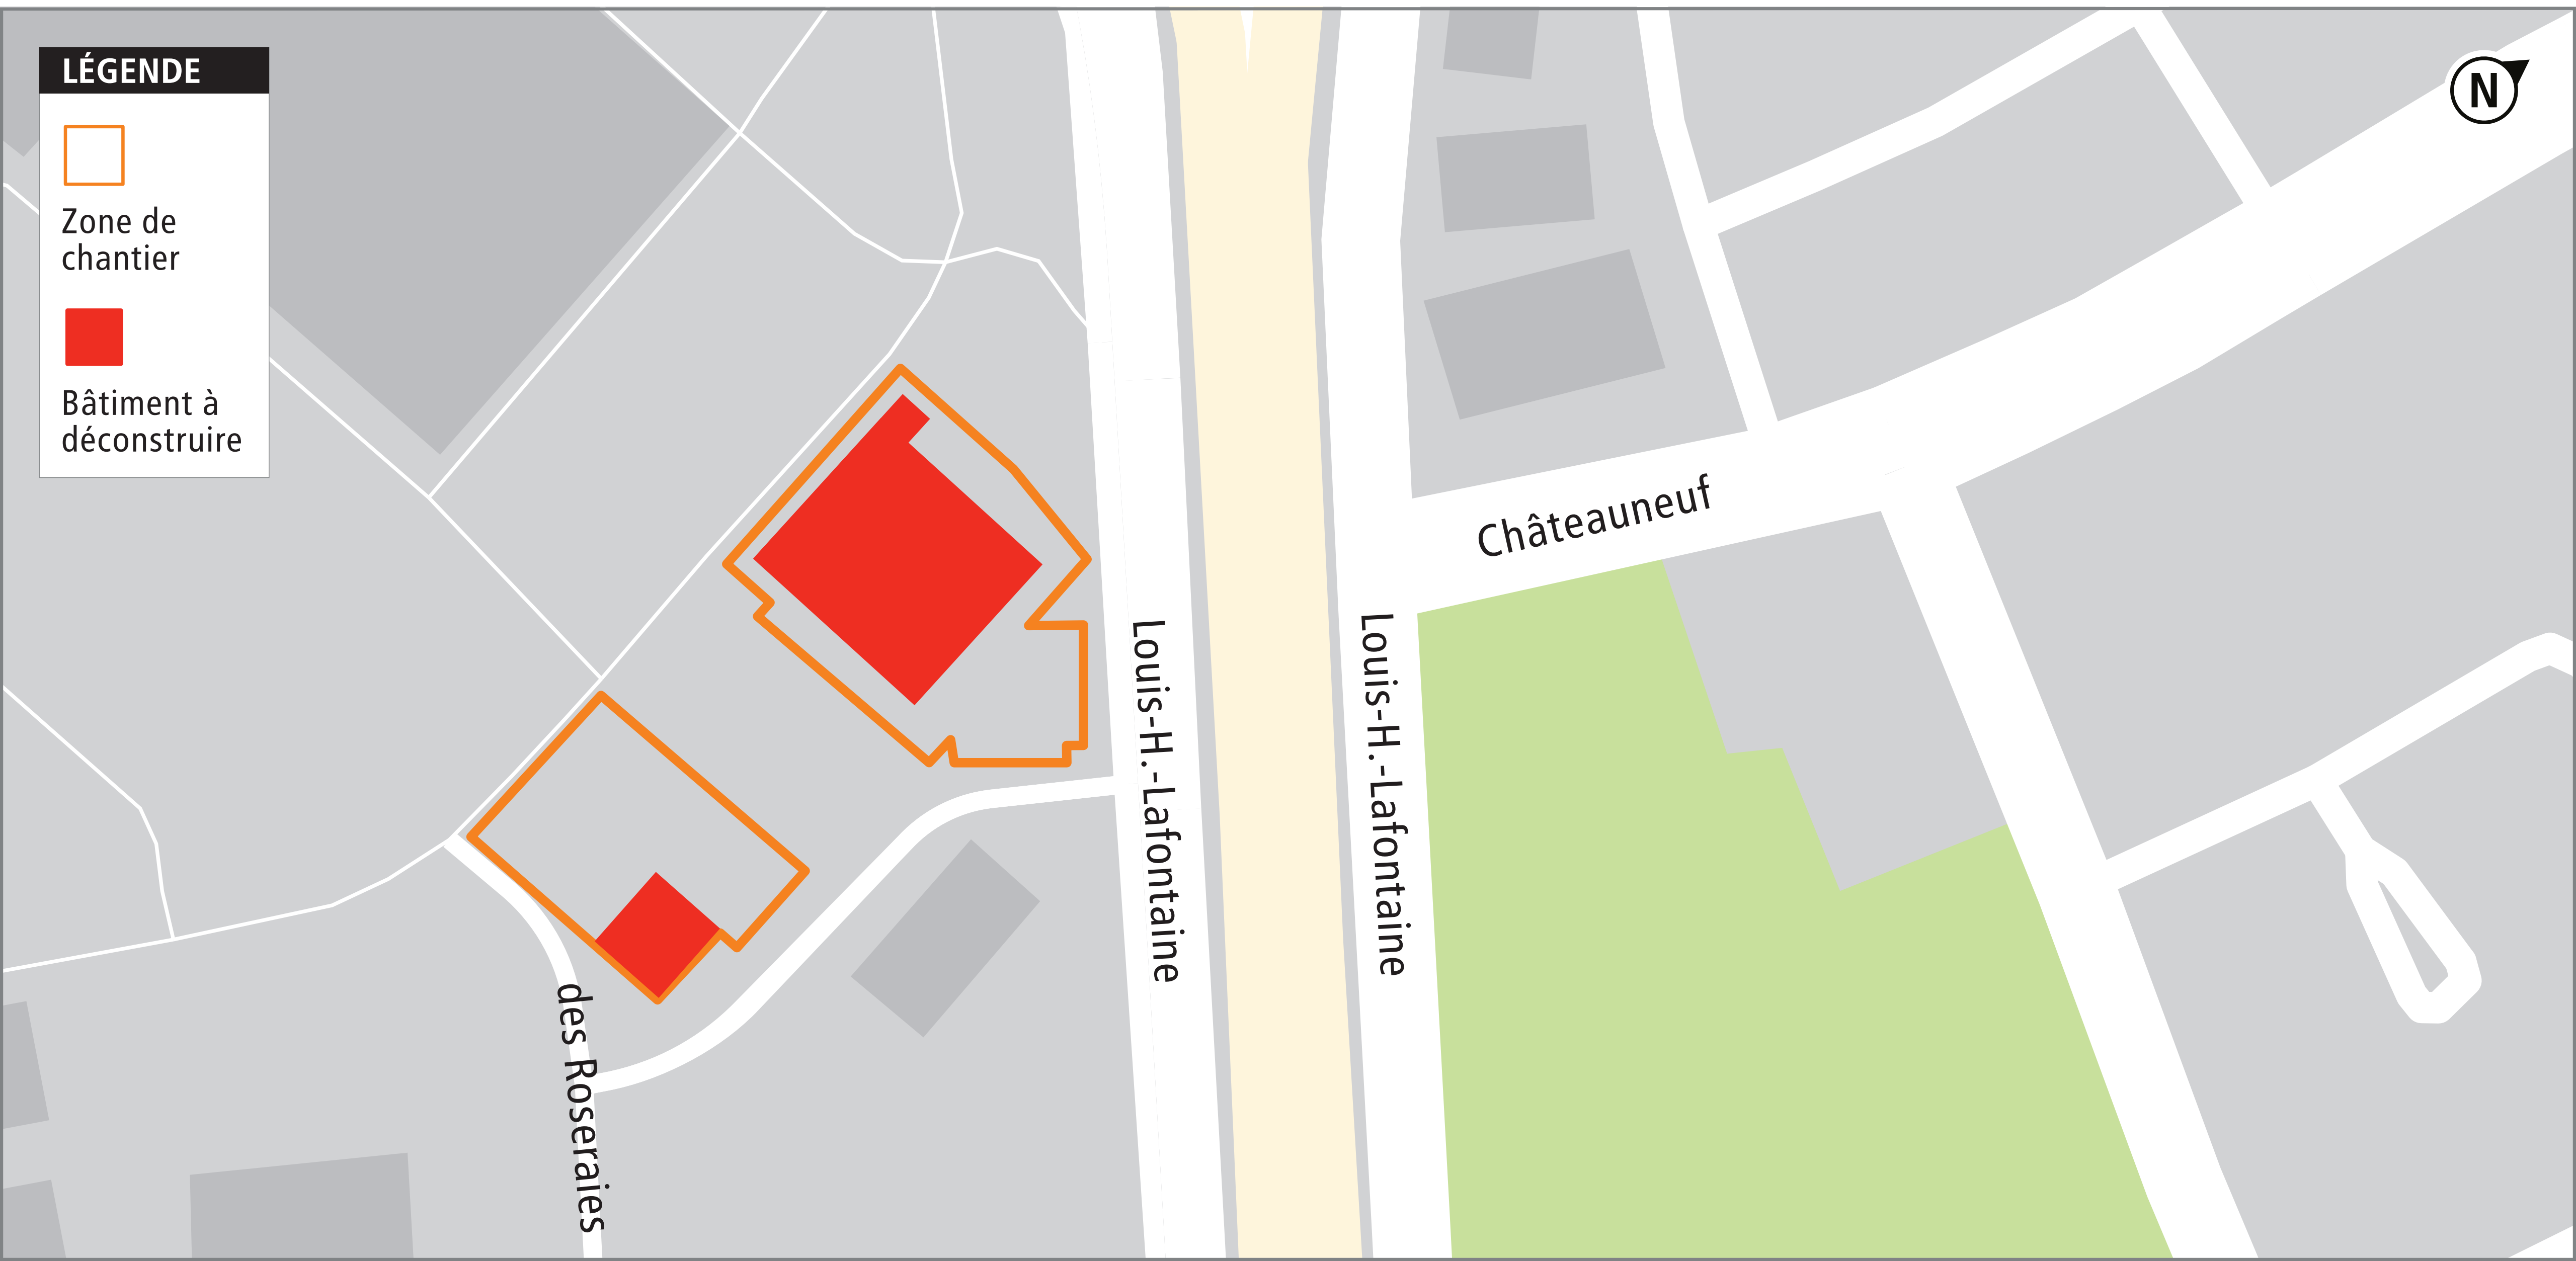 LÉGENDE
Zone de
chantier
Bâtiment à
déconstruire
N
Châteauneuf
Louis-H.-Lafontaine
Louis-H.-Lafontaine
des Roseraies